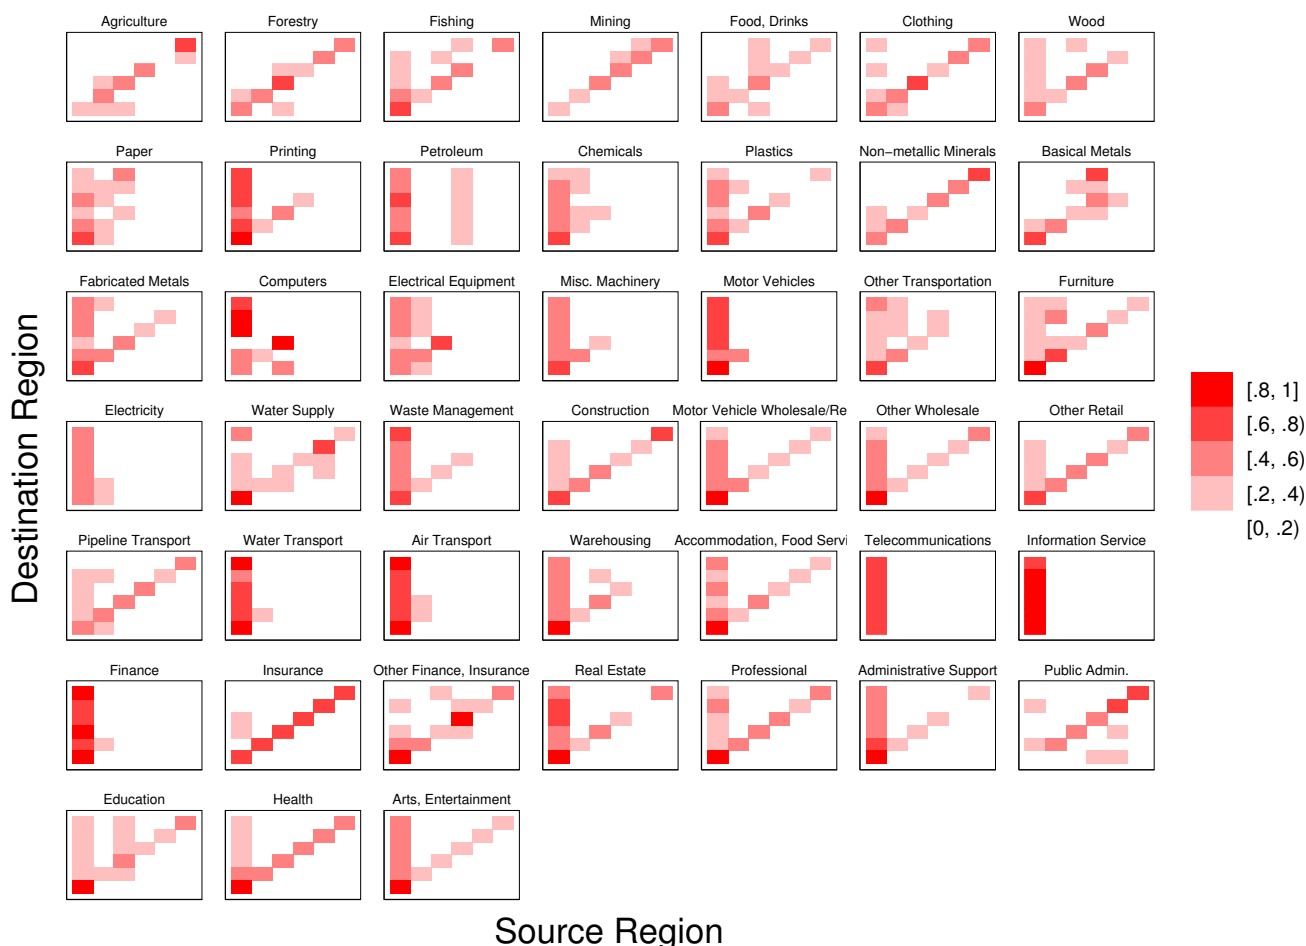 Agriculture
Forestry
Fishing
Mining
Food, Drinks
Clothing
Wood
Paper
Printing
Petroleum
Chemicals
Plastics
Non−metallic Minerals
Basical Metals
Fabricated Metals
Computers
Electrical Equipment
Misc. Machinery
Motor Vehicles
Other Transportation
Furniture
Electricity
Water Supply
Waste Management
Construction
Motor Vehicle Wholesale/Re
Other Wholesale
Other Retail
Pipeline Transport
Water Transport
Air Transport
Warehousing
Accommodation, Food Servi
Telecommunications
Information Service
Finance
Insurance
Other Finance, Insurance
Real Estate
Professional
Administrative Support
Public Admin.
Education
Health
Arts, Entertainment
Destination Region
Source Region
[.8, 1]
[.6, .8)
[.4, .6)
[.2, .4)
[0, .2)